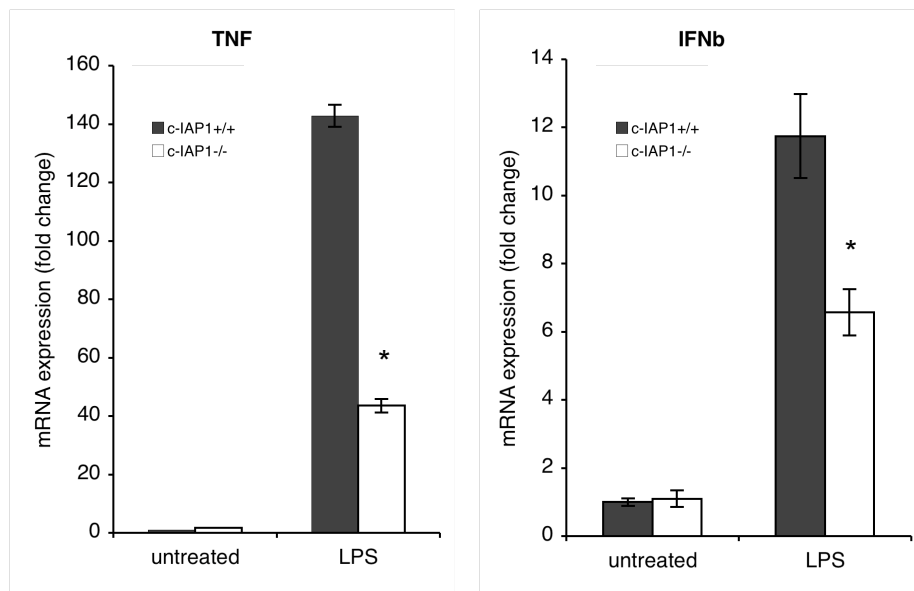 TNF
mRNA expression (fold change)
160
140
120
100
80
60
40
20
0
c-IAP1+/+
c-IAP1-/-
*
untreated
LPS
IFNb
mRNA expression (fold change)
14
12
10
8
6
4
2
0
c-IAP1+/+
c-IAP1-/-
*
untreated
LPS